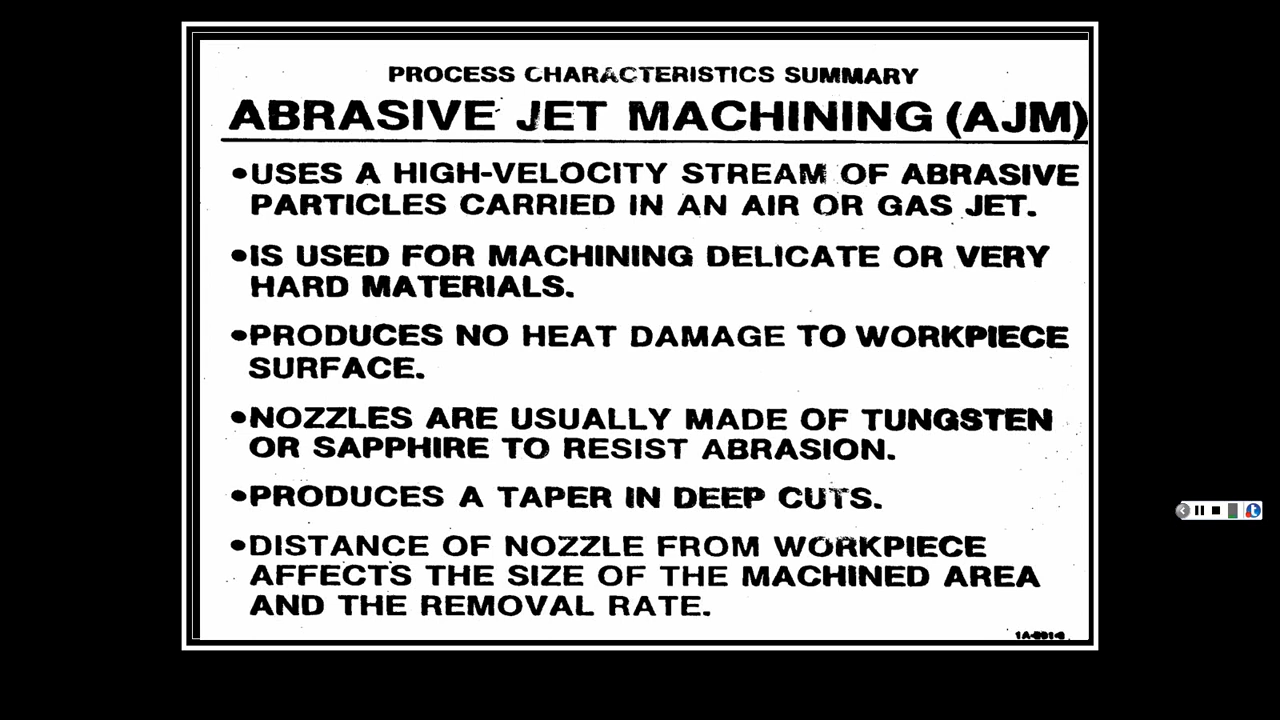 PROCESS CHARACTERISTICS SUMMARY
ABRASIVE JET MACHINING (AJM)
•USES A HIGH-VELOCITY STREAM OF ABRASIVE
PARTICLES CARRIED IN AN AIR OR GAS JET.
•IS USED FOR MACHINING DELICATE OR VERY
HARD MATERIALS.
•PRODUCES NO HEAT DAMAGE TO WORKPIECE
SURFACE.
•NOZZLES ARE USUALLY MADE OF TUNGSTEN
OR SAPPHIRE TO RESIST ABRASION.
•PRODUCES A TAPER IN DEEP CUTS.
•DISTANCE OF NOZZLE FROM WORKPIECE
AFFECTS THE SIZE OF THE MACHINED AREA
AND THE REMOVAL RATE.